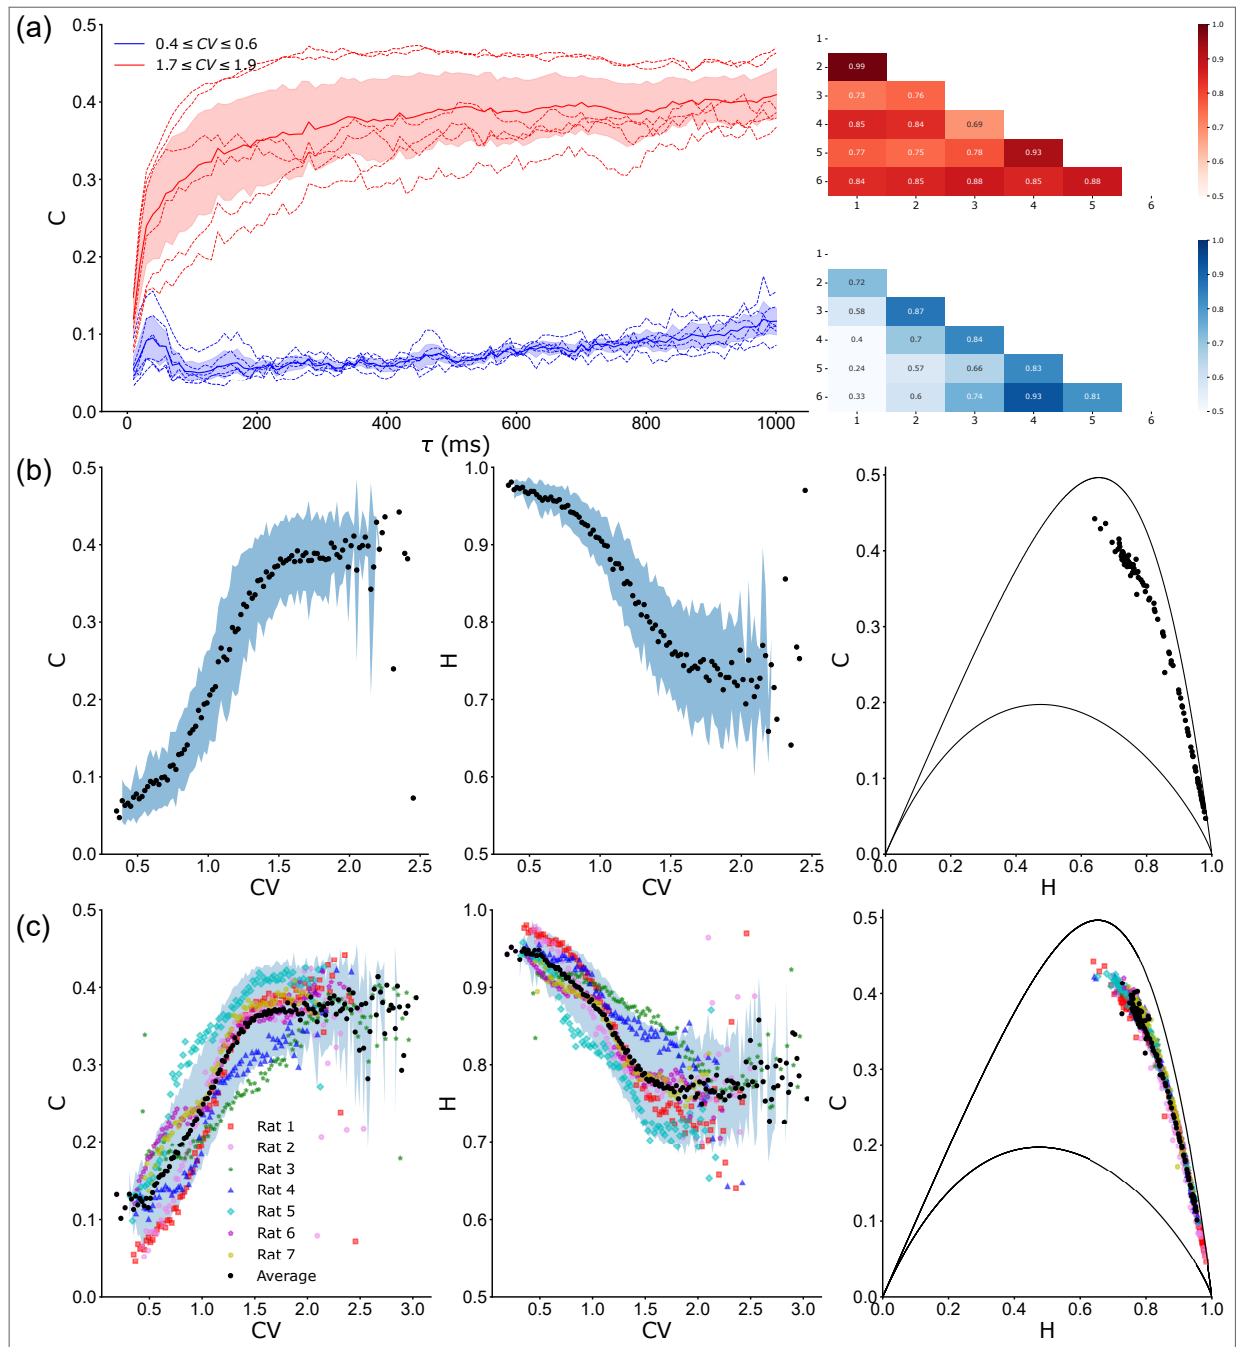 (a)
0.5
0.4
0.3
0.2
0.1
0.0
C
0.4 ≤ CV ≤ 0.6
1.7 ≤ CV ≤ 1.9
0
200
400
600
800
1000
τ (ms)
1
2 0.99
3 0.73 0.76
4 0.85 0.84 0.69
5 0.77 0.75 0.78 0.93
6 0.84 0.85 0.88 0.85 0.88
1 2 3 4 5 6
1.0
0.9
0.8
0.7
0.6
0.5
1
2 0.72
3 0.58 0.87
4 0.4 0.7 0.84
5 0.24 0.57 0.66 0.83
6 0.33 0.6 0.74 0.93 0.81
1 2 3 4 5 6
1.0
0.9
0.8
0.7
0.6
0.5
(b)
0.5
0.4
0.3
0.2
0.1
0.0
C
0.5 1.0 1.5 2.0 2.5
CV
1.0
0.9
0.8
0.7
0.6
0.5
H
0.5 1.0 1.5 2.0 2.5
CV
0.5
0.4
0.3
0.2
0.1
0.0
C
0.0 0.2 0.4 0.6 0.8 1.0
H
(c)
0.5
0.4
0.3
0.2
0.1
0.0
C
Rat 1
Rat 2
Rat 3
Rat 4
Rat 5
Rat 6
Rat 7
Average
0.5 1.0 1.5 2.0 2.5 3.0
CV
1.0
0.9
0.8
0.7
0.6
0.5
H
0.5 1.0 1.5 2.0 2.5 3.0
CV
0.5
0.4
0.3
0.2
0.1
0.0
C
0.0 0.2 0.4 0.6 0.8 1.0
H